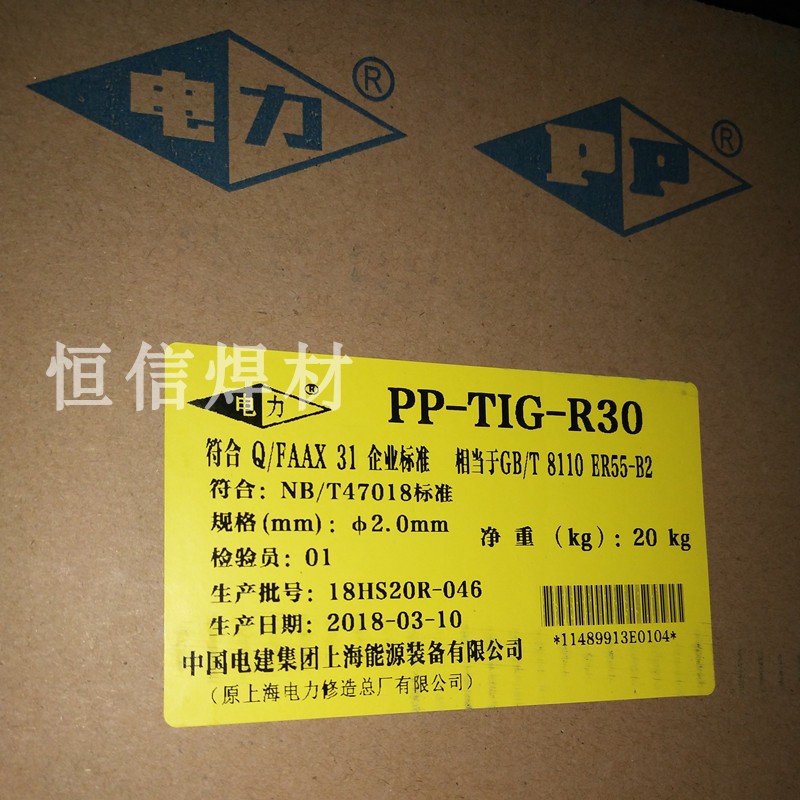 电力®
PP®
恒信焊材
电力® PP-TIG-R30
符合 Q/FAAX 31 企业标准 相当于GB/T 8110 ER55-B2
符合: NB/T47018标准
规格(mm): φ2.0mm 净 重 (kg): 20 kg
检验员: 01
生产批号: 18HS20R-046
生产日期: 2018-03-10
*11489913E0104*
中国电建集团上海能源装备有限公司
(原上海电力修造总厂有限公司)